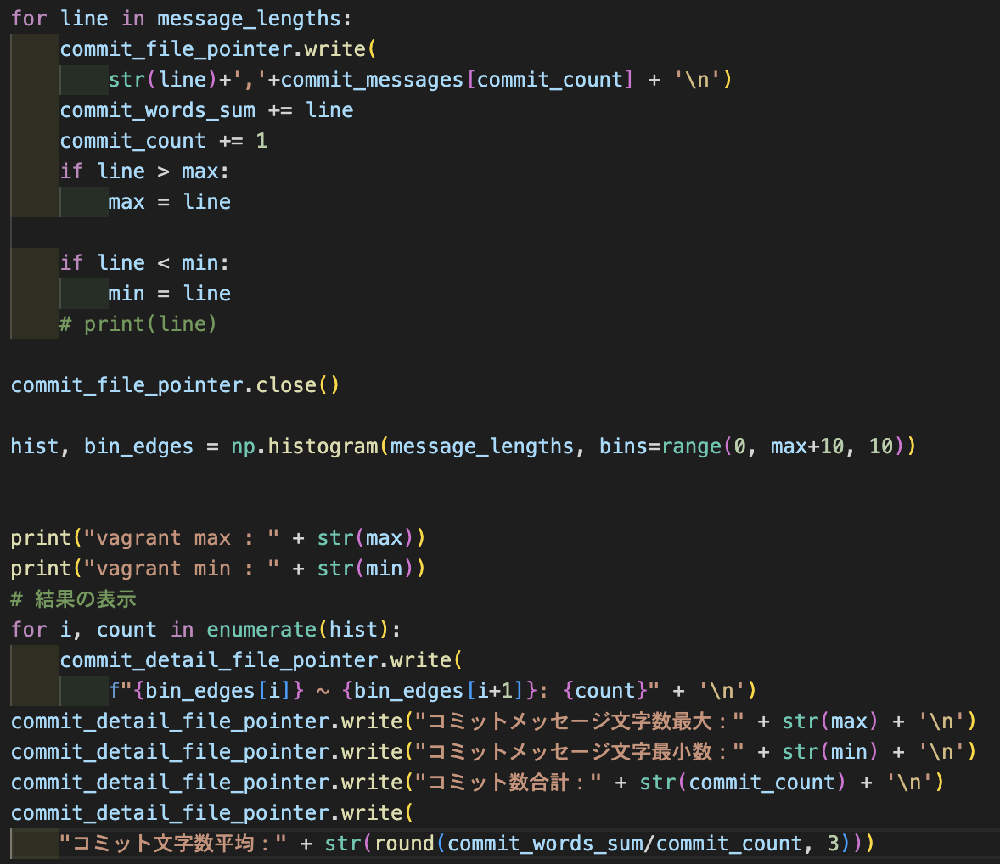 for line in message_lengths:
    commit_file_pointer.write(
        str(line)+','+commit_messages[commit_count] + '\n')
    commit_words_sum += line
    commit_count += 1
    if line > max:
        max = line

    if line < min:
        min = line
    # print(line)

commit_file_pointer.close()

hist, bin_edges = np.histogram(message_lengths, bins=range(0, max+10, 10))


print("vagrant max : " + str(max))
print("vagrant min : " + str(min))
# 結果の表示
for i, count in enumerate(hist):
    commit_detail_file_pointer.write(
        f"{bin_edges[i]} ~ {bin_edges[i+1]}: {count}" + '\n')
commit_detail_file_pointer.write("コミットメッセージ文字数最大：" + str(max) + '\n')
commit_detail_file_pointer.write("コミットメッセージ文字最小数：" + str(min) + '\n')
commit_detail_file_pointer.write("コミット数合計：" + str(commit_count) + '\n')
commit_detail_file_pointer.write(
    "コミット文字数平均：" + str(round(commit_words_sum/commit_count, 3)))